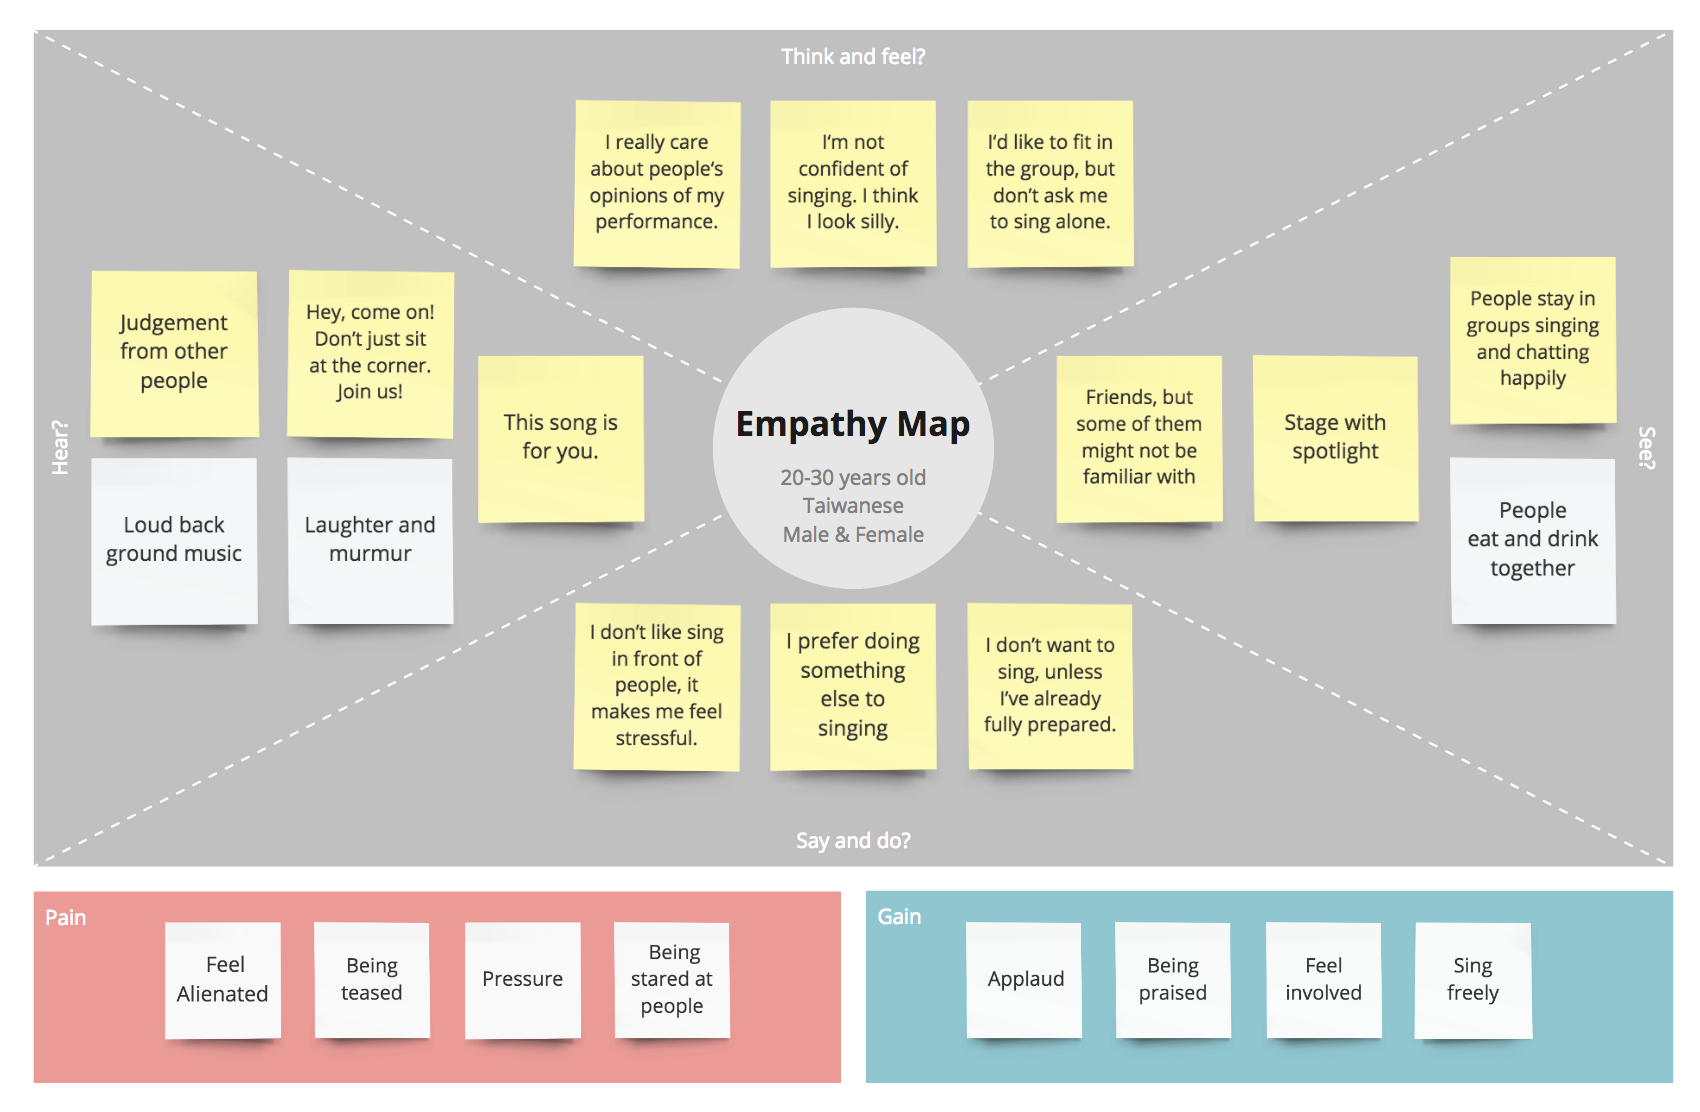 Think and feel?
I really care
about people's
opinions of my
performance.
I'm not
confident of
singing. I think
I look silly.
I'd like to fit in
the group, but
don't ask me
to sing alone.
Hear?
Judgement
from other
people
Hey, come on!
Don't just sit
at the corner.
Join us!
This song is
for you.
Loud back
ground music
Laughter and
murmur
Empathy Map
20-30 years old
Taiwanese
Male & Female
See?
Friends, but
some of them
might not be
familiar with
Stage with
spotlight
People stay in
groups singing
and chatting
happily
People
eat and drink
together
I don't like sing
in front of
people, it
makes me feel
stressful.
I prefer doing
something
else to
singing
I don't want to
sing, unless
I've already
fully prepared.
Say and do?
Pain
Feel
Alienated
Being
teased
Pressure
Being
stared at
people
Gain
Applaud
Being
praised
Feel
involved
Sing
freely